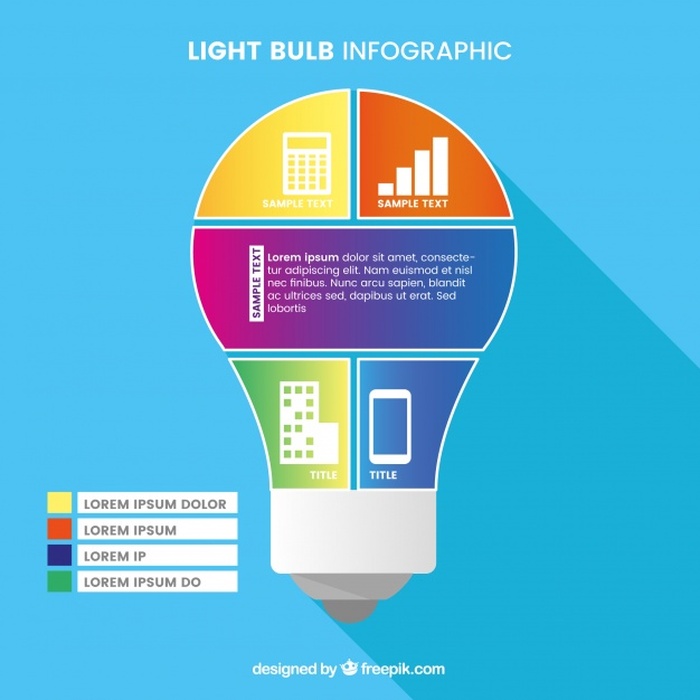 LIGHT BULB INFOGRAPHIC
SAMPLE TEXT
SAMPLE TEXT
SAMPLE TEXT
Lorem ipsum dolor sit amet, consecte-
tur adipiscing elit. Nam euismod et nisl
nec finibus. Nunc arcu sapien, blandit
ac ultrices sed, dapibus ut erat. Sed
lobortis
TITLE
TITLE
LOREM IPSUM DOLOR
LOREM IPSUM
LOREM IP
LOREM IPSUM DO
designed by freepik.com